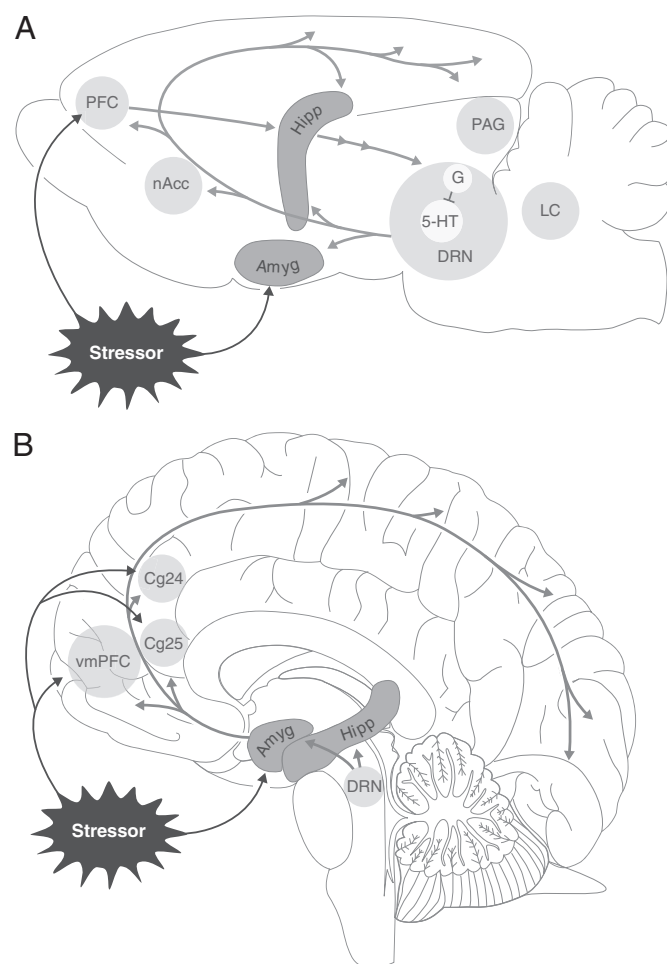 A
PFC
Hipp
PAG
nAcc
G
5-HT
LC
DRN
Amyg
Stressor
B
Cg24
Cg25
vmPFC
Amyg
Hipp
DRN
Stressor